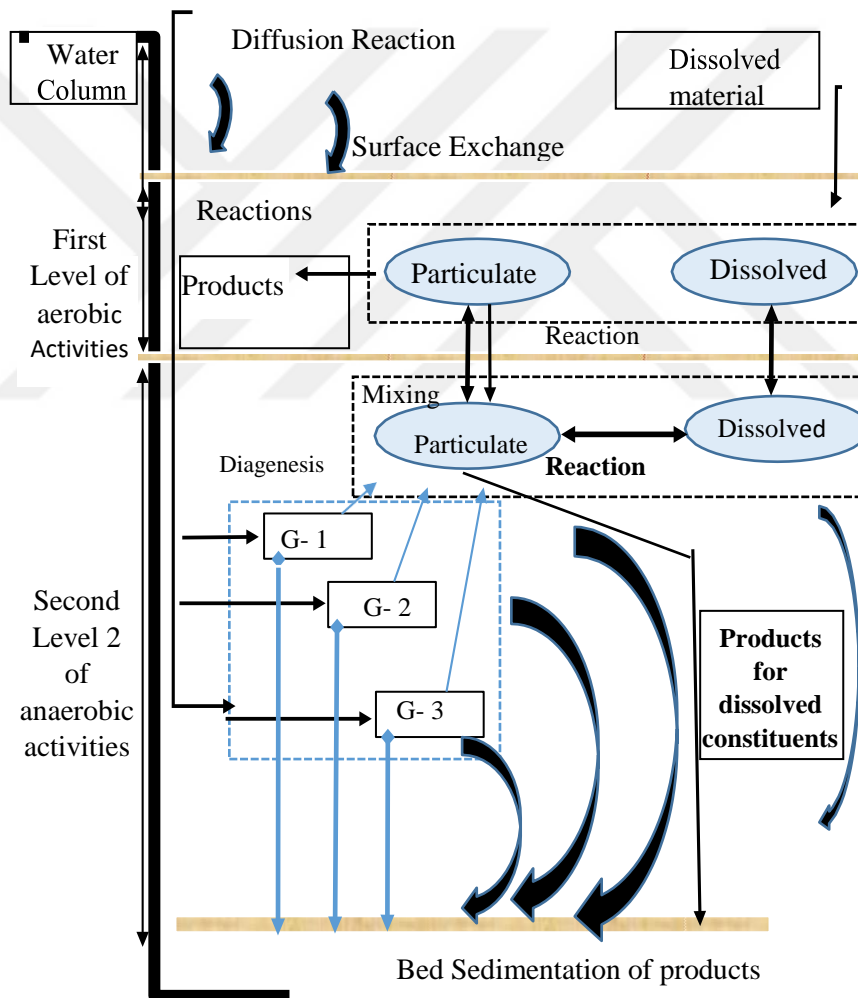 Water
Column
Diffusion Reaction
Dissolved
material
Surface Exchange
First
Level of
aerobic
Activities
Reactions
Products
Particulate
Dissolved
Reaction
Mixing
Particulate
Dissolved
Reaction
Diagenesis
G- 1
G- 2
G- 3
Second
Level 2
of
anaerobic
activities
Products
for
dissolved
constituents
Bed Sedimentation of products